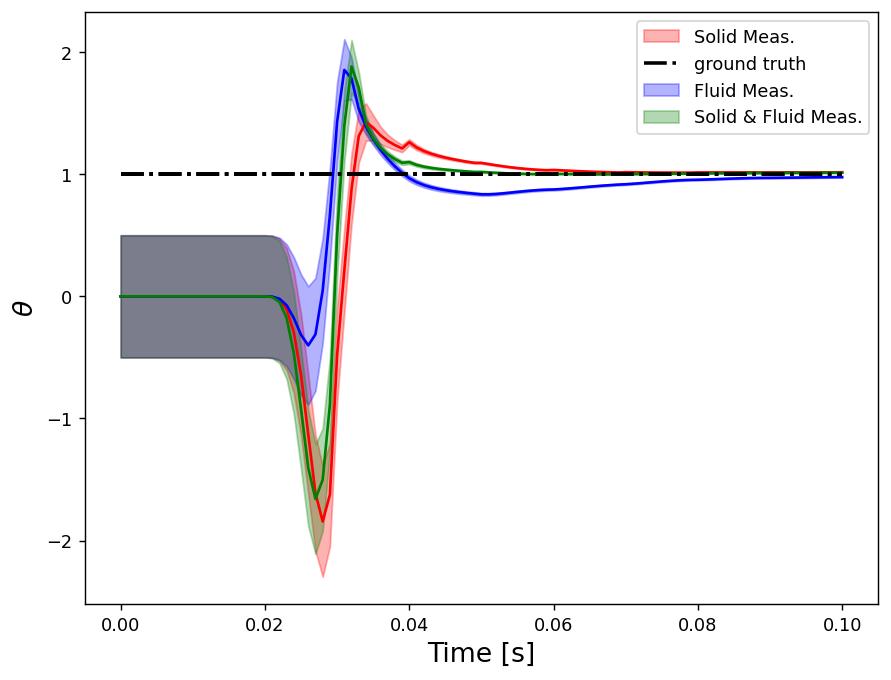 Solid Meas.
ground truth
Fluid Meas.
Solid & Fluid Meas.
2
1
0
−1
−2
θ
0.00 0.02 0.04 0.06 0.08 0.10
Time [s]